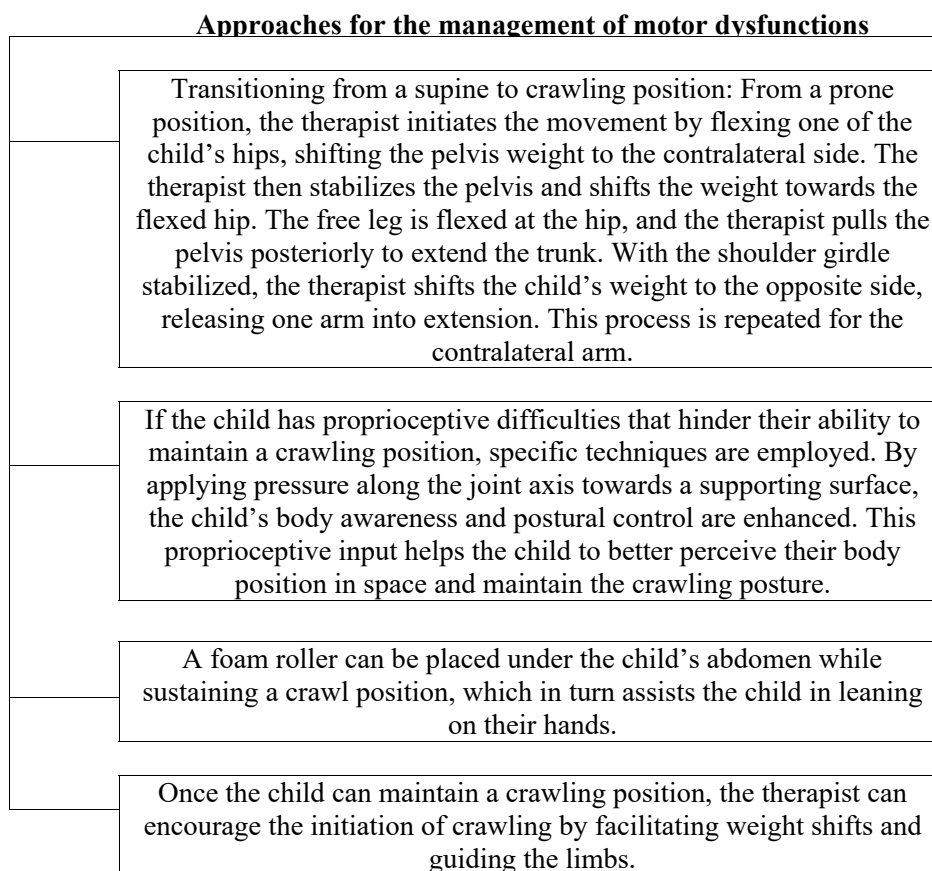 Approaches for the management of motor dysfunctions
Transitioning from a supine to crawling position: From a prone
position, the therapist initiates the movement by flexing one of the
child’s hips, shifting the pelvis weight to the contralateral side. The
therapist then stabilizes the pelvis and shifts the weight towards the
flexed hip. The free leg is flexed at the hip, and the therapist pulls the
pelvis posteriorly to extend the trunk. With the shoulder girdle
stabilized, the therapist shifts the child’s weight to the opposite side,
releasing one arm into extension. This process is repeated for the
contralateral arm.
If the child has proprioceptive difficulties that hinder their ability to
maintain a crawling position, specific techniques are employed. By
applying pressure along the joint axis towards a supporting surface,
the child’s body awareness and postural control are enhanced. This
proprioceptive input helps the child to better perceive their body
position in space and maintain the crawling posture.
A foam roller can be placed under the child’s abdomen while
sustaining a crawl position, which in turn assists the child in leaning
on their hands.
Once the child can maintain a crawling position, the therapist can
encourage the initiation of crawling by facilitating weight shifts and
guiding the limbs.